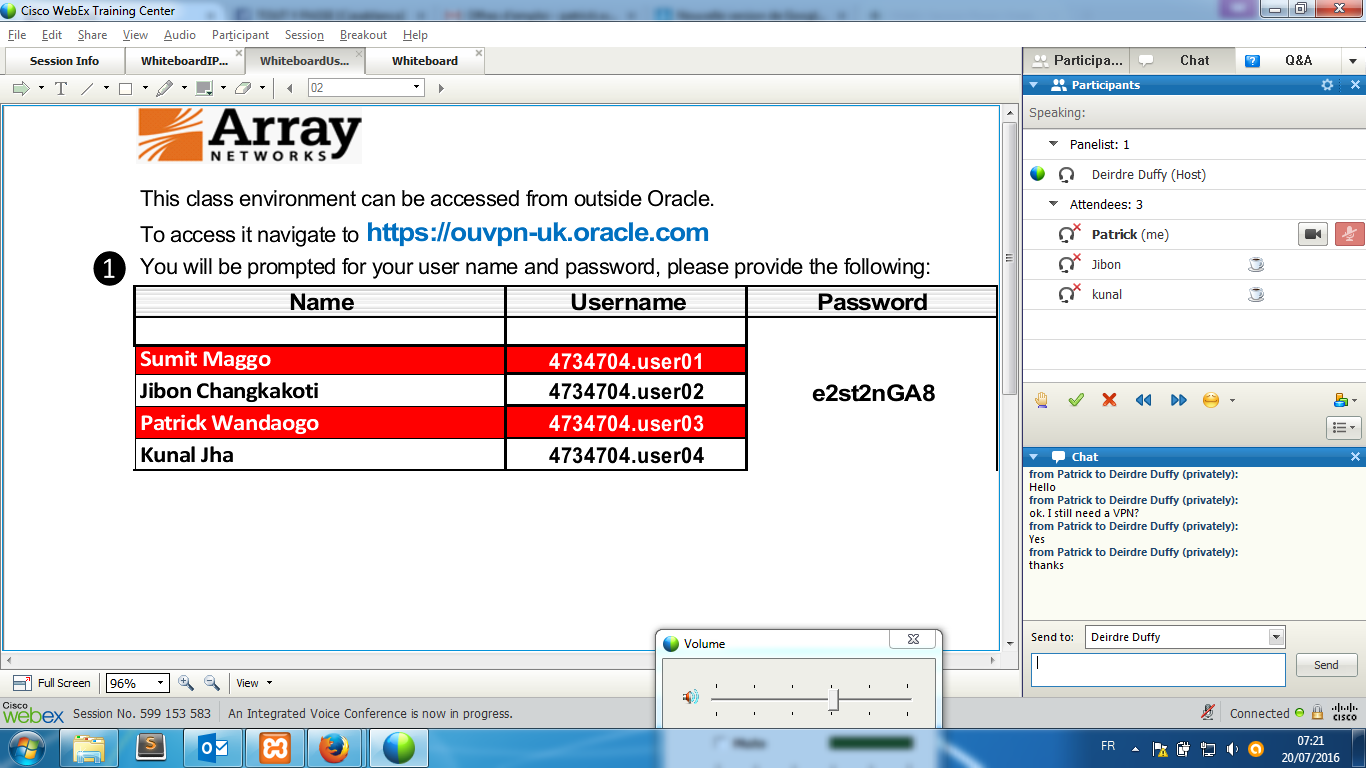 Cisco WebEx Training Center
File Edit Share View Audio Participant Session Breakout Help
Session Info WhiteboardIP... WhiteboardUs... Whiteboard
Participa... Chat Q&A
T 02
Participants
Speaking:
Panelist: 1
Deirdre Duffy (Host)
Attendees: 3
Patrick (me)
Jibon
kunal
Array
NETWORKS
This class environment can be accessed from outside Oracle.
To access it navigate to https://ouvpn-uk.oracle.com
1 You will be prompted for your user name and password, please provide the following:
Name Username Password
Sumit Maggo 4734704.user01
Jibon Changkakoti 4734704.user02
e2st2nGA8
Patrick Wandaogo 4734704.user03
Kunal Jha 4734704.user04
Chat
from Patrick to Deirdre Duffy (privately):
Hello
from Patrick to Deirdre Duffy (privately):
ok. I still need a VPN?
from Patrick to Deirdre Duffy (privately):
Yes
from Patrick to Deirdre Duffy (privately):
thanks
Send to: Deirdre Duffy
Send
Volume
Full Screen 96% View
Cisco webex Session No. 599 153 583 An Integrated Voice Conference is now in progress.
Connected cisco
Mute
FR 07:21
20/07/2016